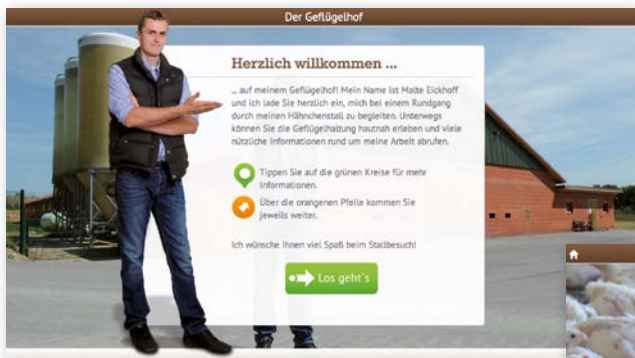 Der Geflügelhof
Herzlich willkommen ...
... auf meinem Geflügelhof! Mein Name ist Malte Eickhoff
und ich lade Sie herzlich ein, mich bei einem Rundgang
durch meinen Hähnchenstall zu begleiten. Unterwegs
können Sie die Geflügelhaltung hautnah erleben und viele
nützliche Informationen rund um meine Arbeit abrufen.
Tippen Sie auf die grünen Kreise für mehr
Informationen.
Über die orangenen Pfeile kommen Sie
jeweils weiter.
Ich wünsche Ihnen viel Spaß beim Stallbesuch!
Los geht`s